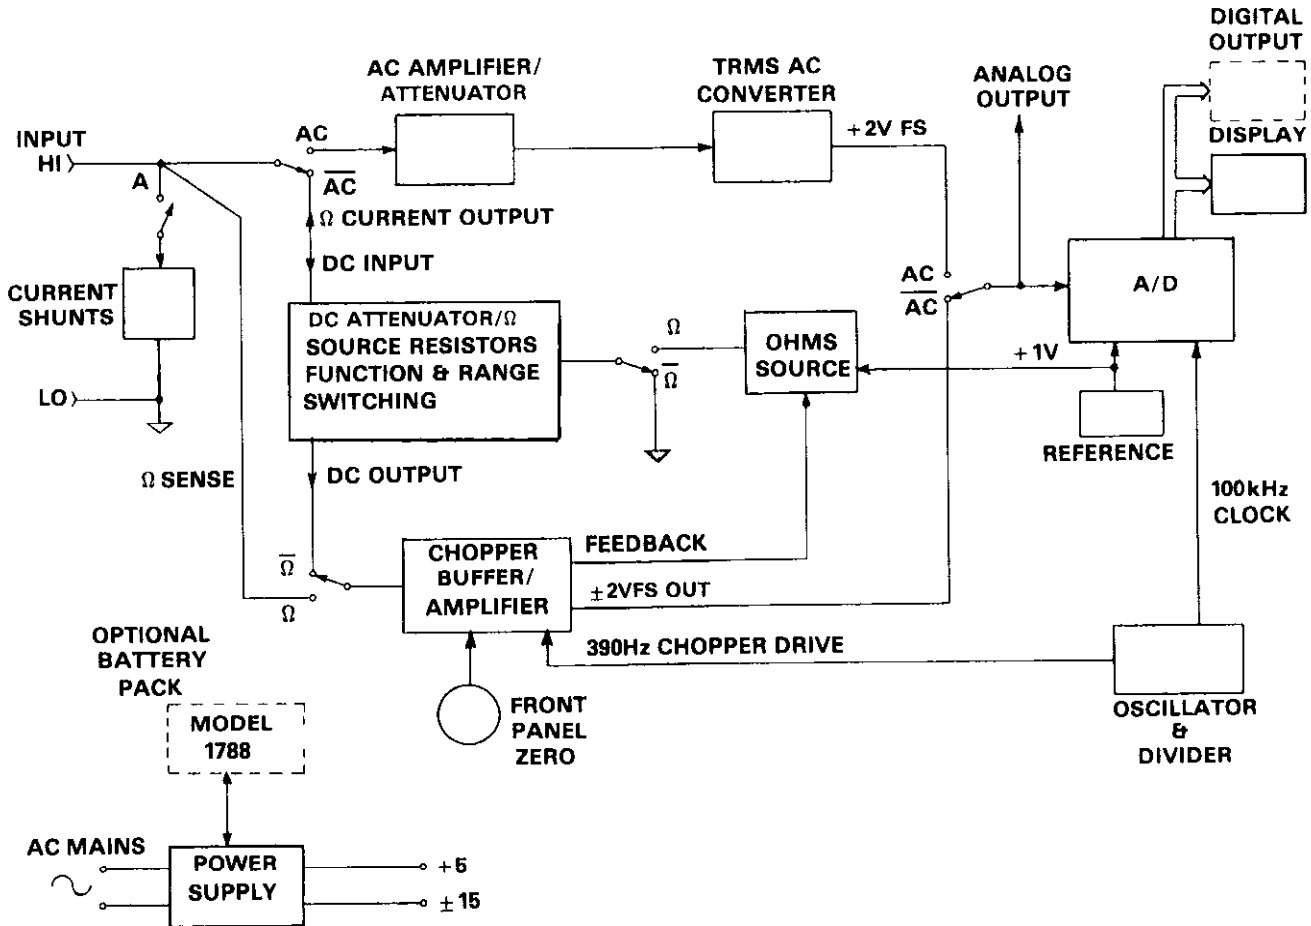 DIGITAL
OUTPUT
AC AMPLIFIER/
ATTENUATOR
TRMS AC
CONVERTER
ANALOG
OUTPUT
DISPLAY
INPUT
HI
AC
+2V FS
A
A̅C̅
Ω CURRENT OUTPUT
DC INPUT
CURRENT
SHUNTS
AC
A̅C̅
A/D
DC ATTENUATOR/Ω
SOURCE RESISTORS
FUNCTION & RANGE
SWITCHING
Ω
Ω̅
OHMS
SOURCE
+1V
LO
REFERENCE
Ω SENSE
DC OUTPUT
100kHz
CLOCK
Ω̅
Ω
CHOPPER
BUFFER/
AMPLIFIER
FEEDBACK
±2VFS OUT
390Hz CHOPPER DRIVE
OPTIONAL
BATTERY
PACK
MODEL
1788
FRONT
PANEL
ZERO
OSCILLATOR
&
DIVIDER
AC MAINS
POWER
SUPPLY
+5
±15